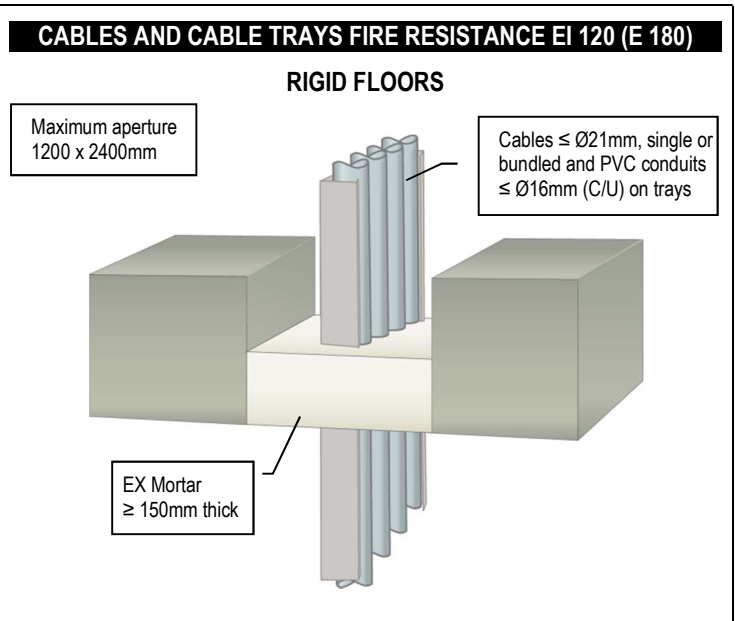 CABLES AND CABLE TRAYS FIRE RESISTANCE EI 120 (E 180)
RIGID FLOORS
Maximum aperture
1200 x 2400mm
Cables ≤ Ø21mm, single or
bundled and PVC conduits
≤ Ø16mm (C/U) on trays
EX Mortar
≥ 150mm thick